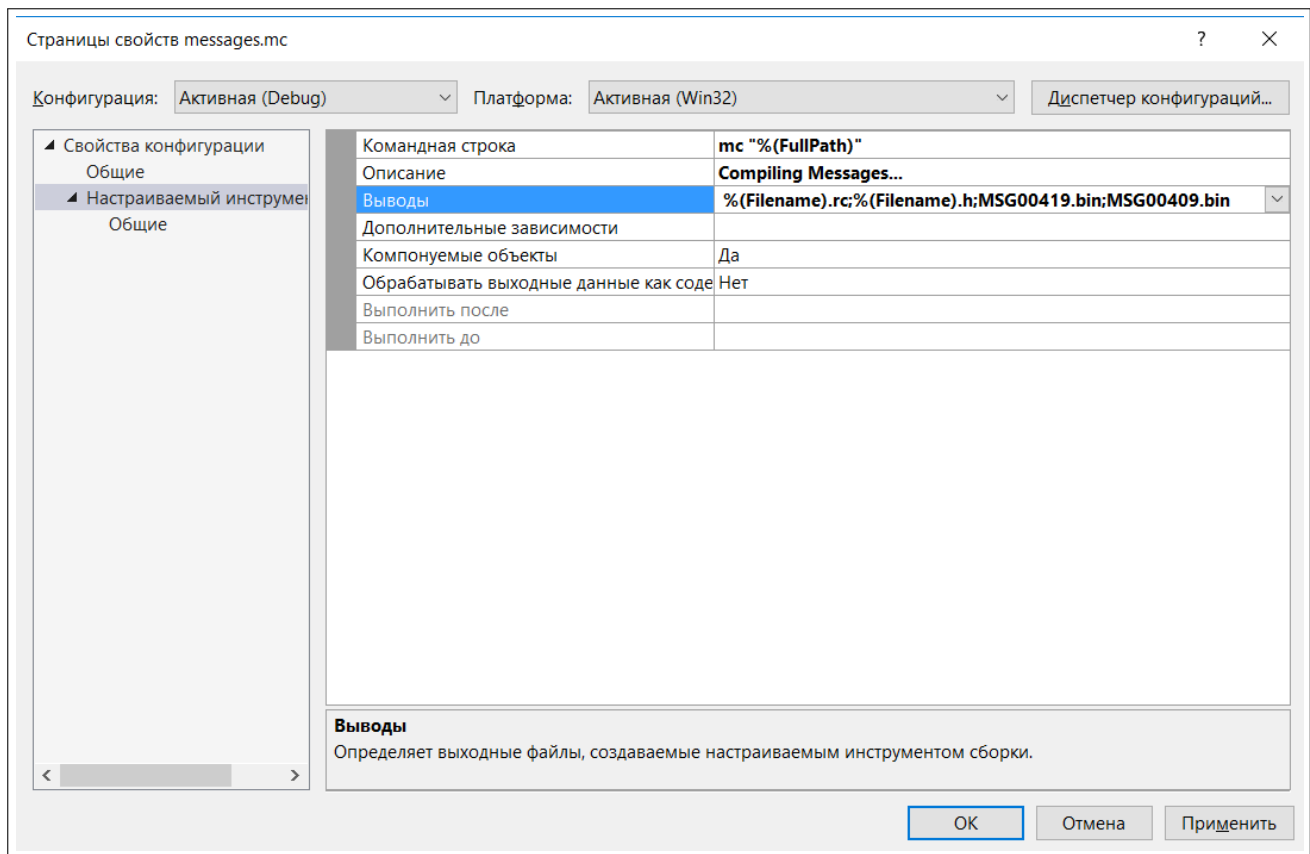 Страницы свойств messages.mc ?
Конфигурация: Активная (Debug) Платформа: Активная (Win32) Диспетчер конфигураций...
Свойства конфигурации
Общие
Настраиваемый инструмен
Общие
Командная строка mc "%(FullPath)"
Описание Compiling Messages...
Выводы %(Filename).rc;%(Filename).h;MSG00419.bin;MSG00409.bin
Дополнительные зависимости
Компонуемые объекты Да
Обрабатывать выходные данные как соде Нет
Выполнить после
Выполнить до
Выводы
Определяет выходные файлы, создаваемые настраиваемым инструментом сборки.
ОК Отмена Применить